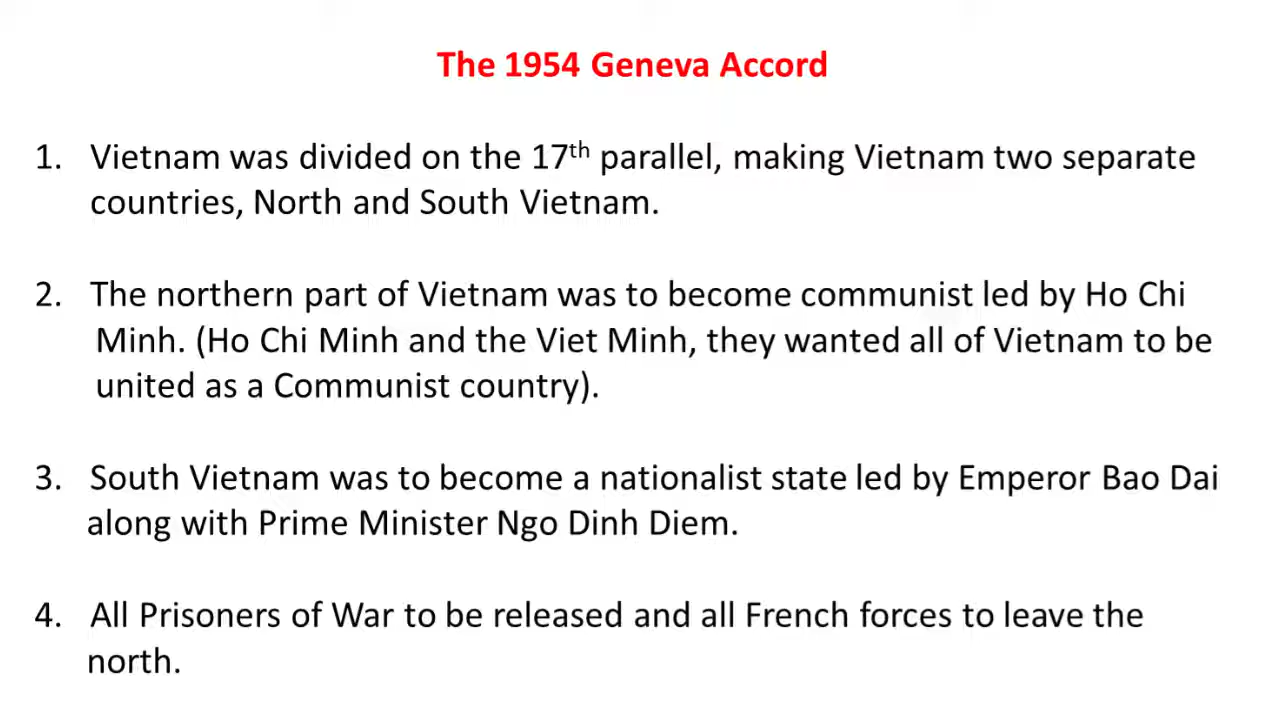 The 1954 Geneva Accord
1. Vietnam was divided on the 17th parallel, making Vietnam two separate
countries, North and South Vietnam.
2. The northern part of Vietnam was to become communist led by Ho Chi
Minh. (Ho Chi Minh and the Viet Minh, they wanted all of Vietnam to be
united as a Communist country).
3. South Vietnam was to become a nationalist state led by Emperor Bao Dai
along with Prime Minister Ngo Dinh Diem.
4. All Prisoners of War to be released and all French forces to leave the
north.